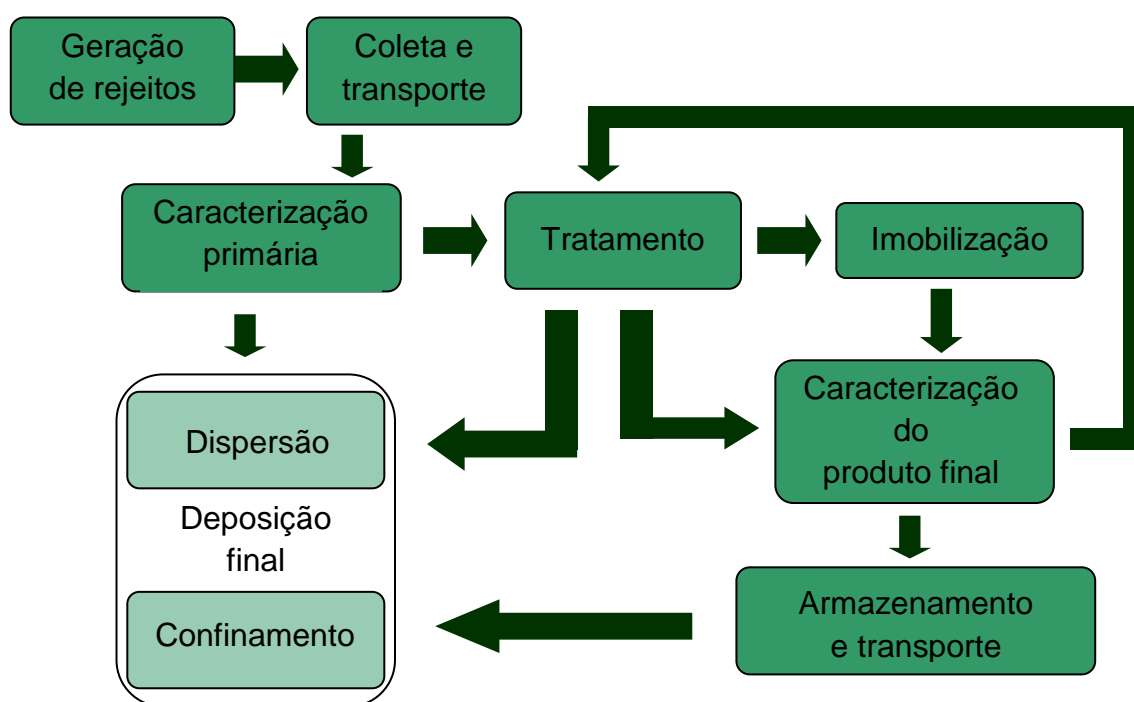 Geração
de rejeitos
Coleta e
transporte
Caracterização
primária
Tratamento
Imobilização
Caracterização
do
produto final
Dispersão
Deposição
final
Confinamento
Armazenamento
e transporte